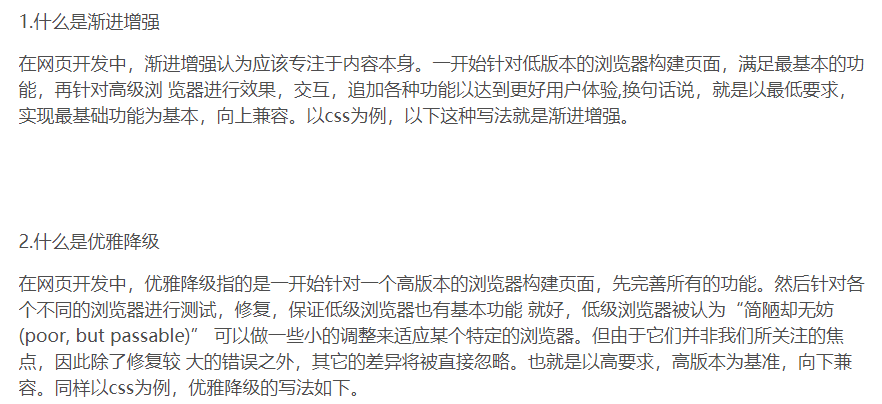 1.什么是渐进增强
在网页开发中，渐进增强认为应该专注于内容本身。一开始针对低版本的浏览器构建页面，满足最基本的功
能，再针对高级浏 览器进行效果，交互，追加各种功能以达到更好用户体验,换句话说，就是以最低要求，
实现最基础功能为基本，向上兼容。以css为例，以下这种写法就是渐进增强。
2.什么是优雅降级
在网页开发中，优雅降级指的是一开始针对一个高版本的浏览器构建页面，先完善所有的功能。然后针对各
个不同的浏览器进行测试，修复，保证低级浏览器也有基本功能 就好，低级浏览器被认为“简陋却无妨
(poor, but passable)” 可以做一些小的调整来适应某个特定的浏览器。但由于它们并非我们所关注的焦
点，因此除了修复较 大的错误之外，其它的差异将被直接忽略。也就是以高要求，高版本为基准，向下兼
容。同样以css为例，优雅降级的写法如下。